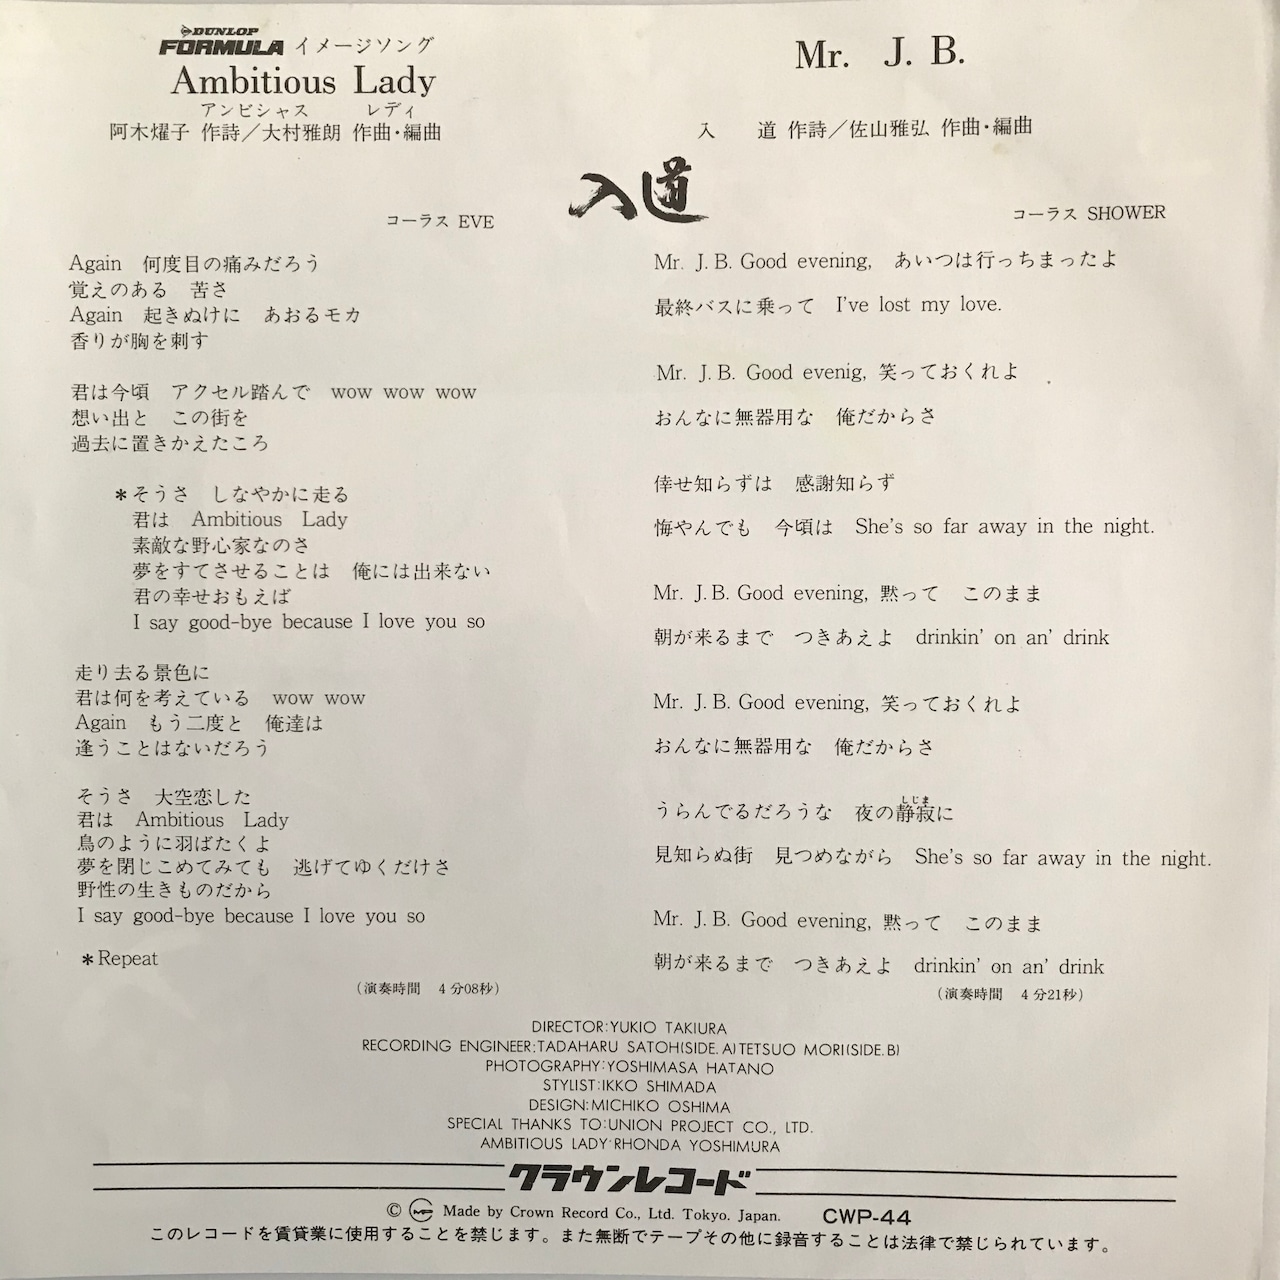 DUNLOP
FORMULA イメージソング
Ambitious Lady
アンビシャス レディ
阿木燿子 作詩／大村雅朗 作曲・編曲
Mr. J. B.
入 道 作詩／佐山雅弘 作曲・編曲
入道
コーラス EVE
Again 何度目の痛みだろう
覚えのある 苦さ
Again 起きぬけに あおるモカ
香りが胸を刺す
君は今頃 アクセル踏んで wow wow wow
想い出と この街を
過去に置きかえたころ
＊そうさ しなやかに走る
君は Ambitious Lady
素敵な野心家なのさ
夢をすてさせることは 俺には出来ない
君の幸せおもえば
I say good-bye because I love you so
走り去る景色に
君は何を考えている wow wow
Again もう二度と 俺達は
逢うことはないだろう
そうさ 大空恋した
君は Ambitious Lady
鳥のように羽ばたくよ
夢を閉じこめてみても 逃げてゆくだけさ
野性の生きものだから
I say good-bye because I love you so
＊Repeat
（演奏時間 4分08秒）
コーラス SHOWER
Mr. J.B. Good evening, あいつは行っちまったよ
最終バスに乗って I've lost my love.
Mr. J.B. Good evenig, 笑っておくれよ
おんなに無器用な 俺だからさ
倖せ知らずは 感謝知らず
悔やんでも 今頃は She's so far away in the night.
Mr. J.B. Good evening, 黙って このまま
朝が来るまで つきあえよ drinkin' on an' drink
Mr. J.B. Good evening, 笑っておくれよ
おんなに無器用な 俺だからさ
うらんでるだろうな 夜の静寂に
しじま
見知らぬ街 見つめながら She's so far away in the night.
Mr. J.B. Good evening, 黙って このまま
朝が来るまで つきあえよ drinkin' on an' drink
（演奏時間 4分21秒）
DIRECTOR:YUKIO TAKIURA
RECORDING ENGINEER:TADAHARU SATOH(SIDE. A)TETSUO MORI(SIDE.B)
PHOTOGRAPHY:YOSHIMASA HATANO
STYLIST:IKKO SHIMADA
DESIGN:MICHIKO OSHIMA
SPECIAL THANKS TO:UNION PROJECT CO., LTD.
AMBITIOUS LADY:RHONDA YOSHIMURA
クラウンレコード
© Made by Crown Record Co., Ltd. Tokyo. Japan. CWP-44
このレコードを賃貸業に使用することを禁じます。また無断でテープその他に録音することは法律で禁じられています。